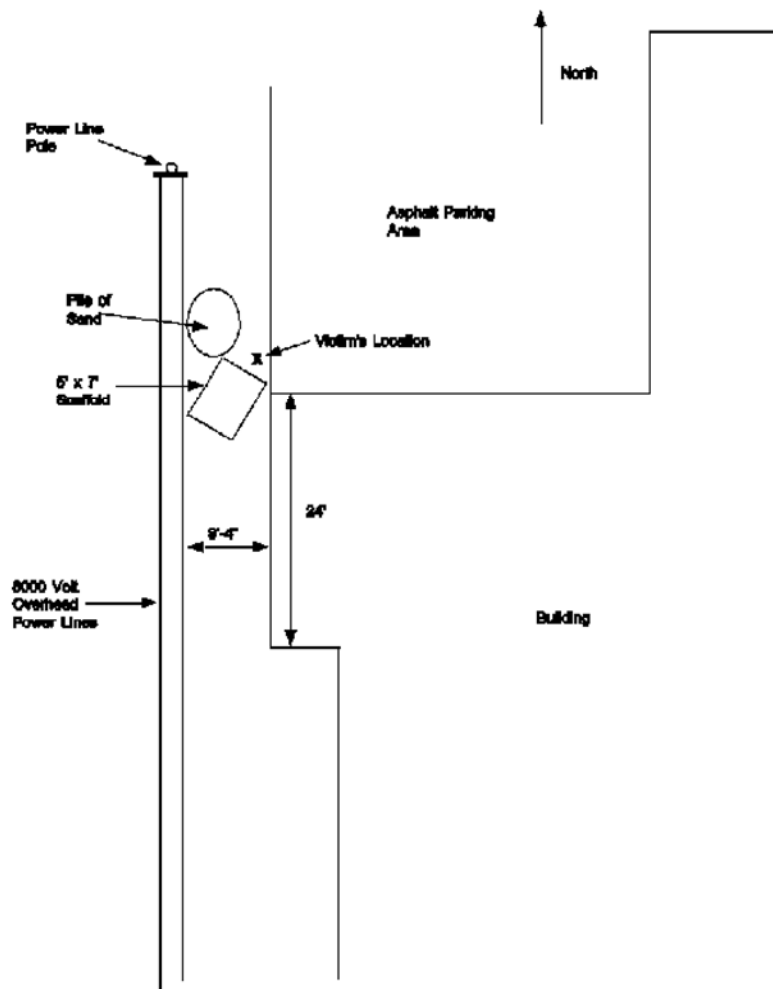 North
Power Line
Pole
Asphalt Parking
Area
Pile of
Sand
Victim's Location
X
5' x 7'
Scaffold
24'
9'-4"
8000 Volt
Overhead
Power Lines
Building